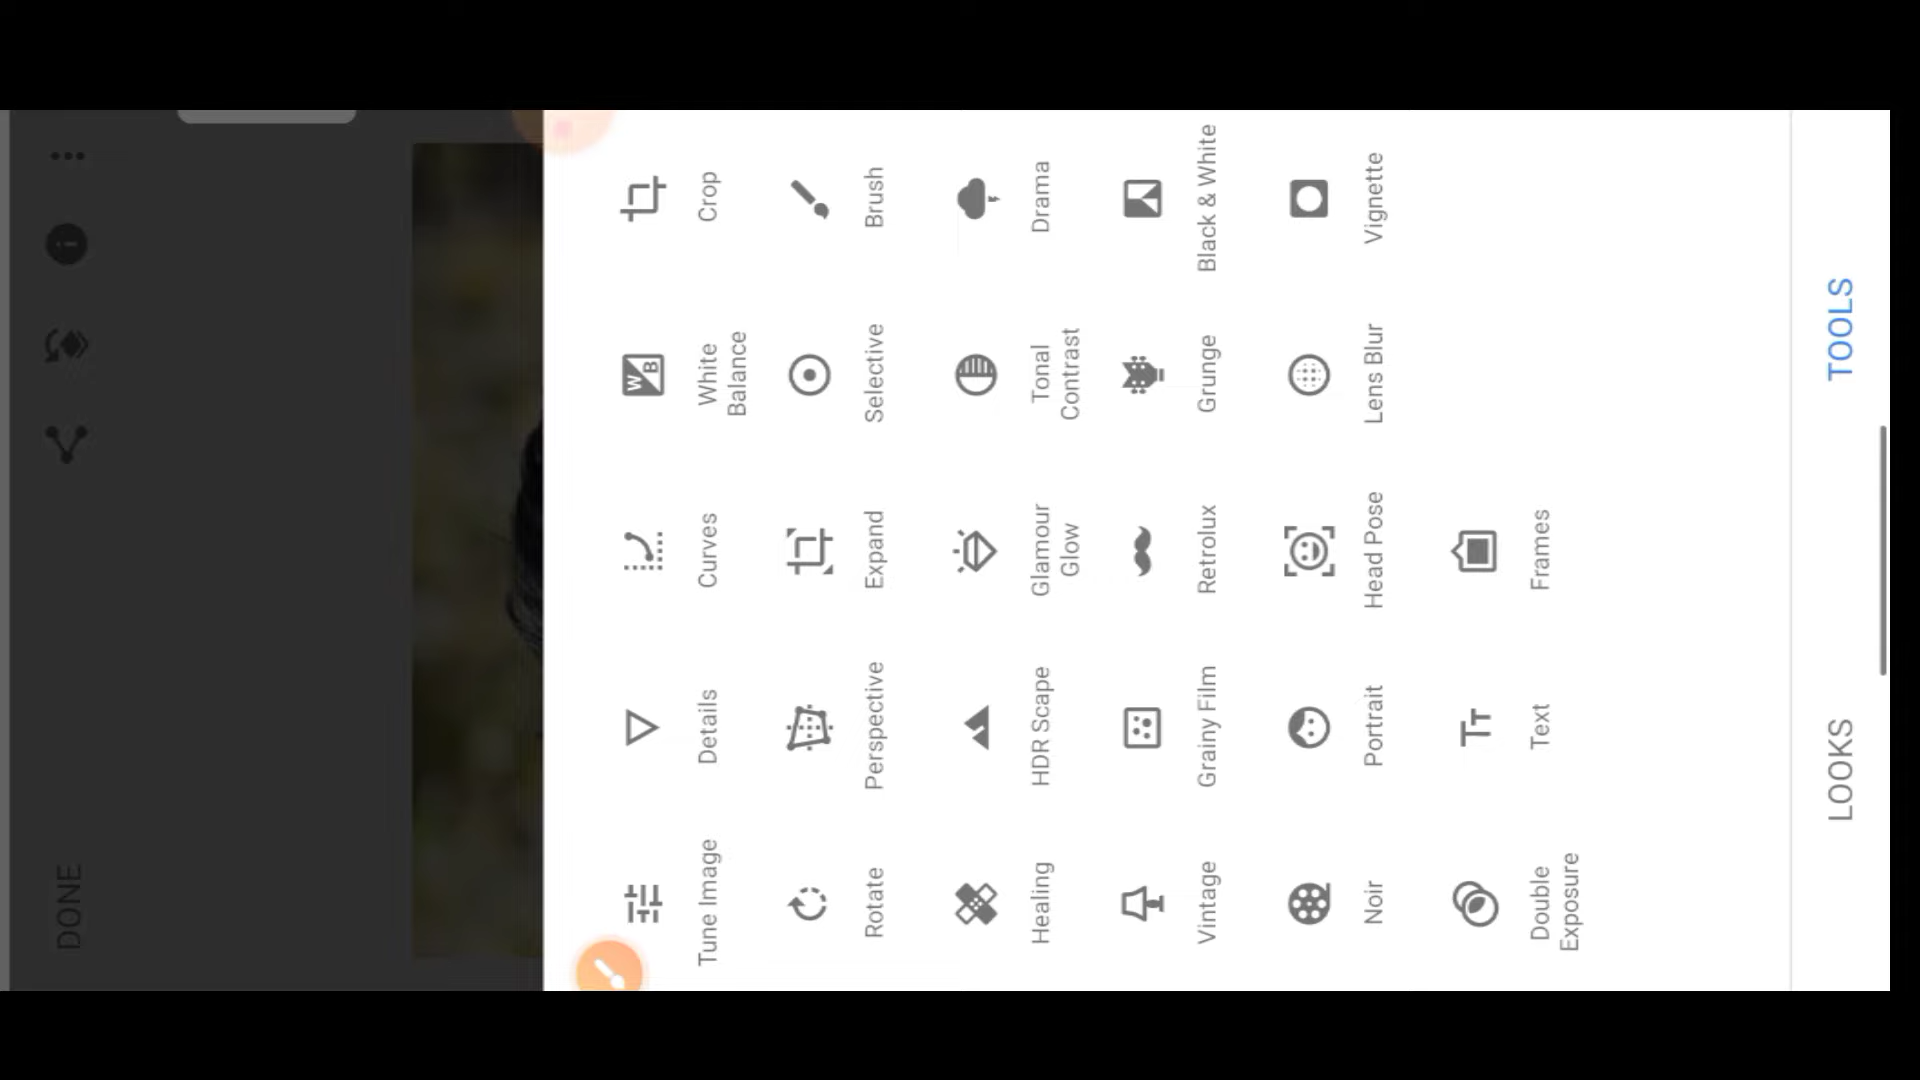 DONE
Tune Image
Details
Curves
White
Balance
Crop
Rotate
Perspective
Expand
Selective
Brush
Healing
HDR Scape
Glamour
Glow
Tonal
Contrast
Drama
Vintage
Grainy Film
Retrolux
Grunge
Black & White
Noir
Portrait
Head Pose
Lens Blur
Vignette
Double
Exposure
Text
Frames
LOOKS
TOOLS